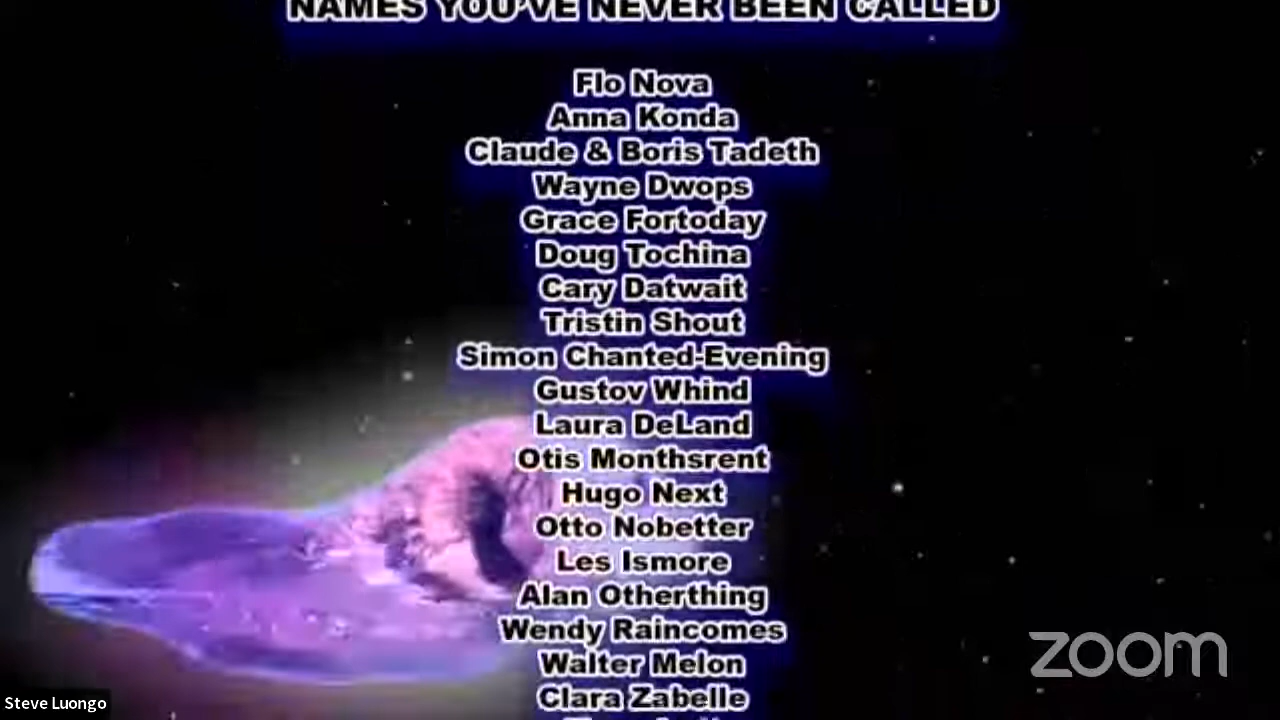 NAMES YOU'VE NEVER BEEN CALLED
Flo Nova
Anna Konda
Claude & Boris Tadeth
Wayne Dwops
Grace Fortoday
Doug Tochina
Cary Datwait
Tristin Shout
Simon Chanted-Evening
Gustov Whind
Laura DeLand
Otis Monthsrent
Hugo Next
Otto Nobetter
Les Ismore
Alan Otherthing
Wendy Raincomes
Walter Melon
Clara Zabelle
zoom
Steve Luongo